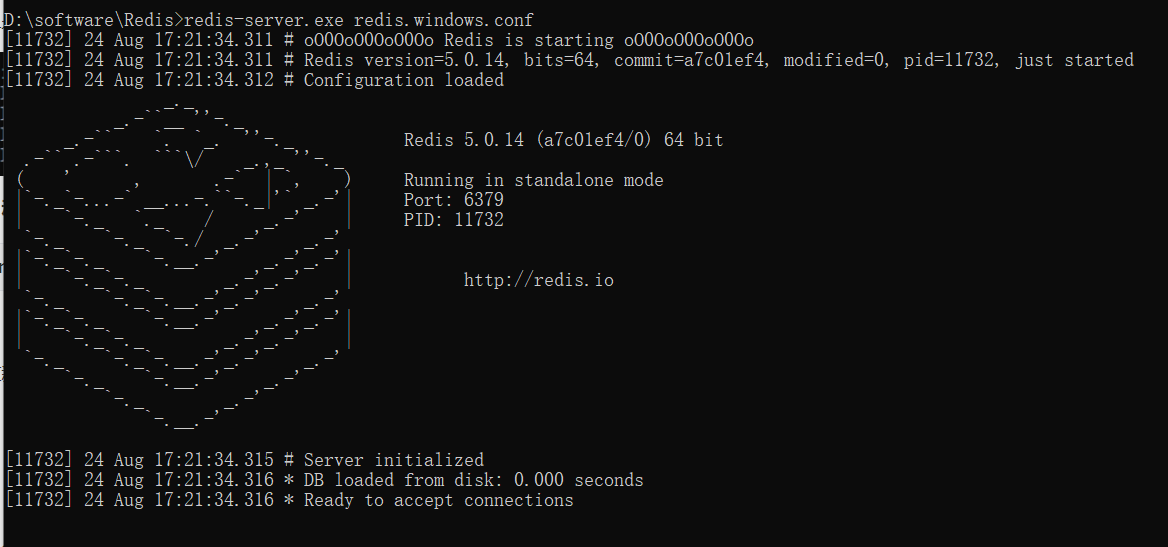 D:\software\Redis>redis-server.exe redis.windows.conf
[11732] 24 Aug 17:21:34.311 # oO0OoO0OoO0Oo Redis is starting oO0OoO0OoO0Oo
[11732] 24 Aug 17:21:34.311 # Redis version=5.0.14, bits=64, commit=a7c01ef4, modified=0, pid=11732, just started
[11732] 24 Aug 17:21:34.312 # Configuration loaded
Redis 5.0.14 (a7c01ef4/0) 64 bit
Running in standalone mode
Port: 6379
PID: 11732
http://redis.io
[11732] 24 Aug 17:21:34.315 # Server initialized
[11732] 24 Aug 17:21:34.316 * DB loaded from disk: 0.000 seconds
[11732] 24 Aug 17:21:34.316 * Ready to accept connections